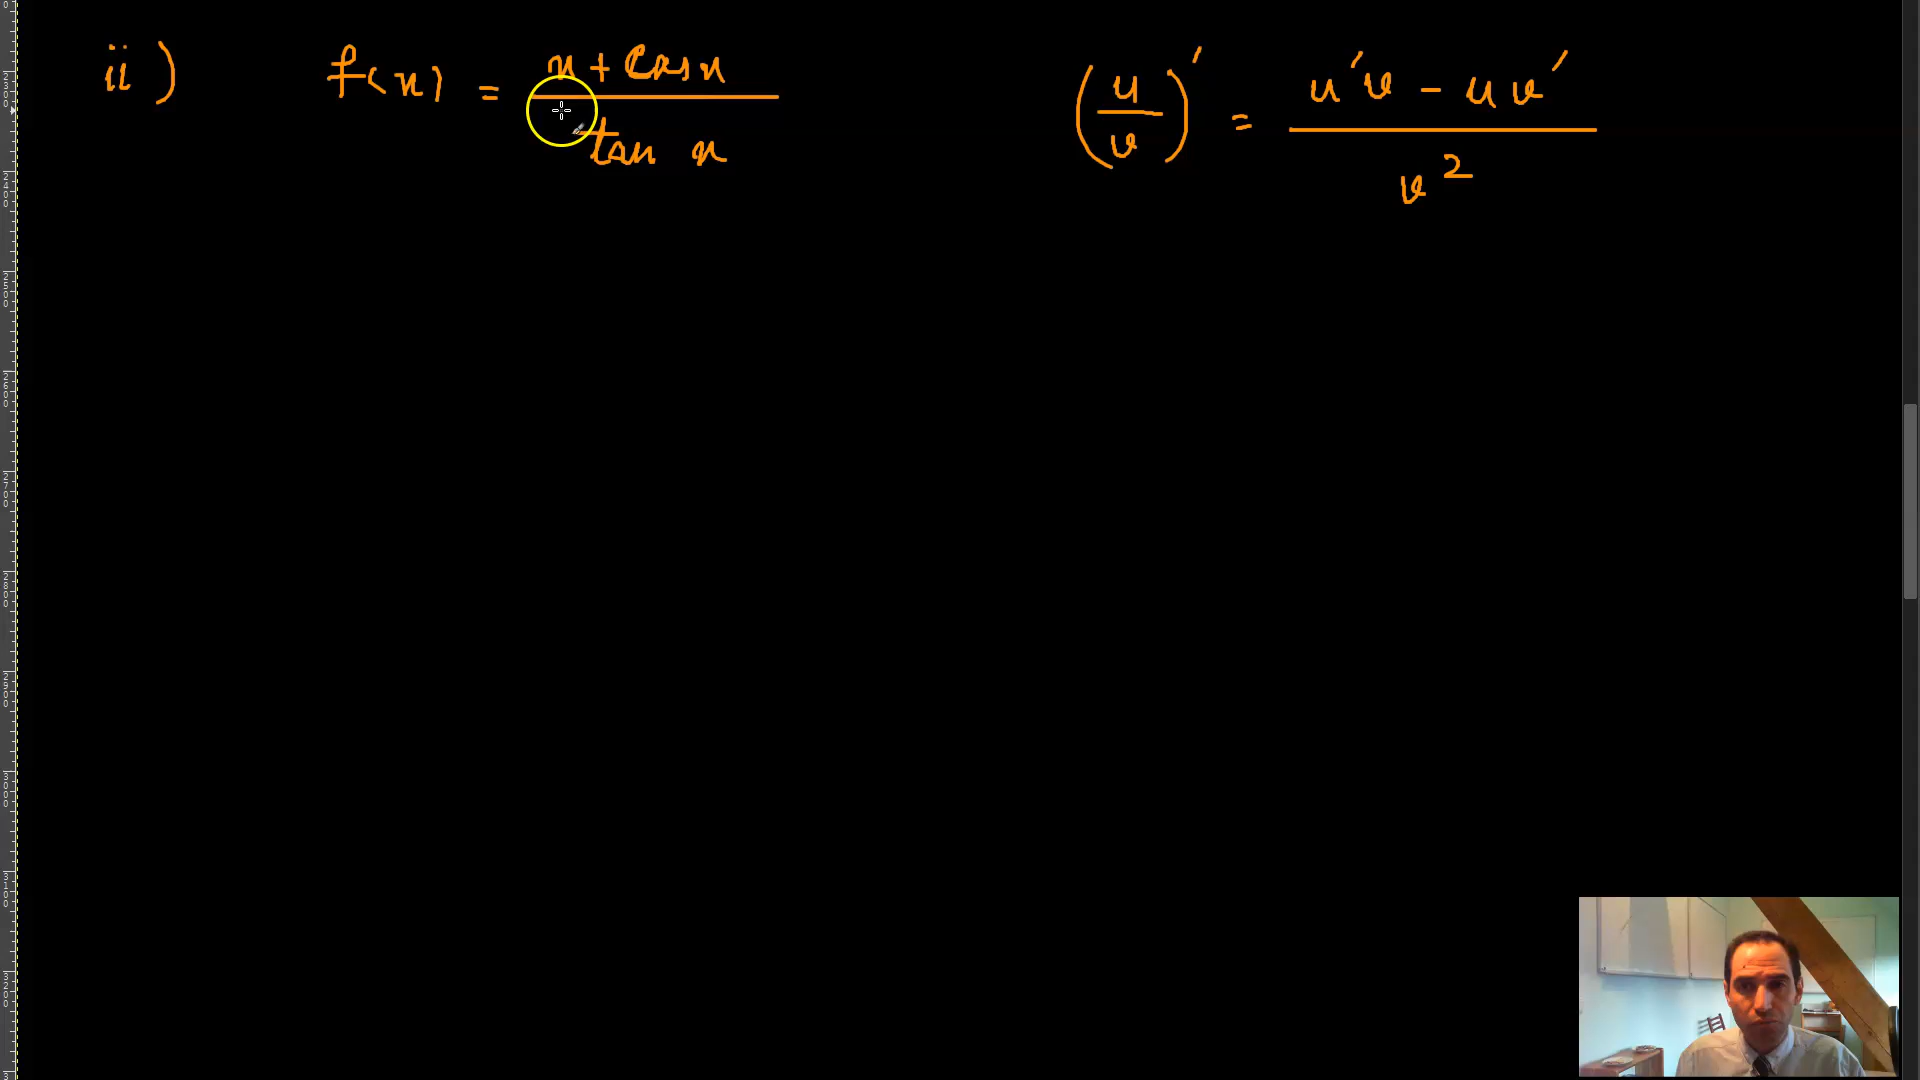 ii) f(x) = (x + Cos x) / (tan x)
(u/v)' = (u'v - uv') / v²